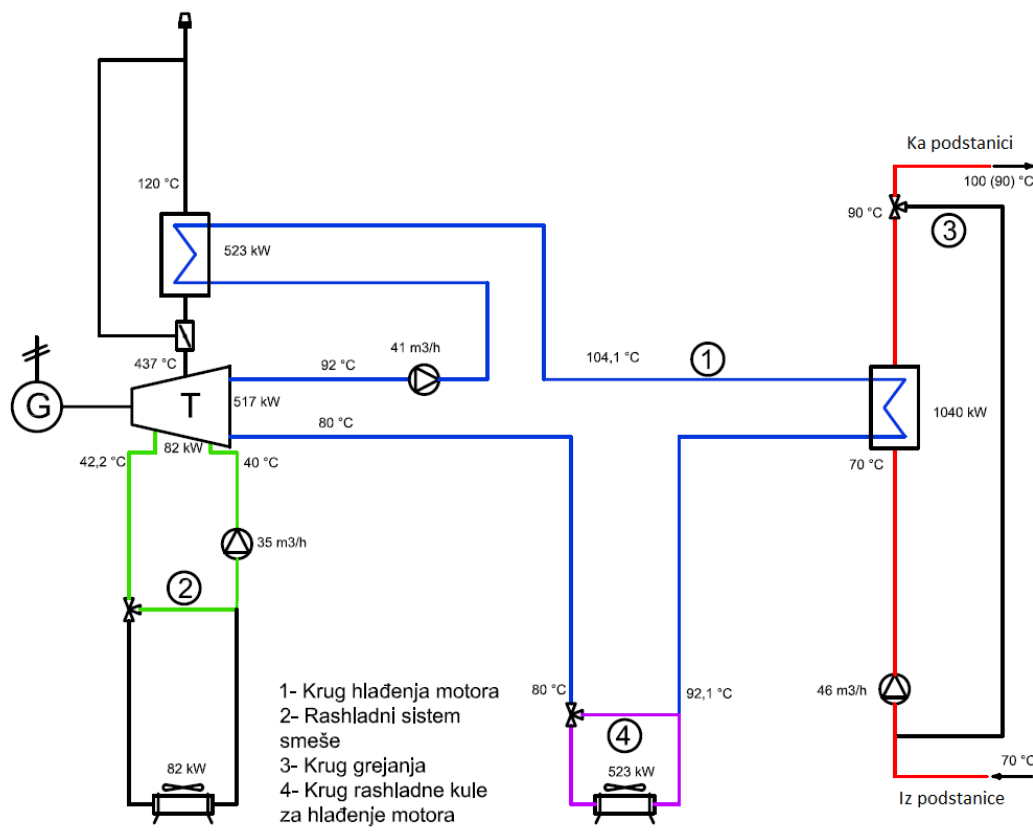 Ka podstanici
100 (90) °C
120 °C
90 °C
3
523 kW
41 m3/h
437 °C
92 °C
104,1 °C
1
G
T
517 kW
1040 kW
80 °C
82 kW
42,2 °C
40 °C
70 °C
35 m3/h
2
1- Krug hlađenja motora
2- Rashladni sistem
smeše
3- Krug grejanja
4- Krug rashladne kule
za hlađenje motora
80 °C
92,1 °C
46 m3/h
4
82 kW
523 kW
70 °C
Iz podstanice